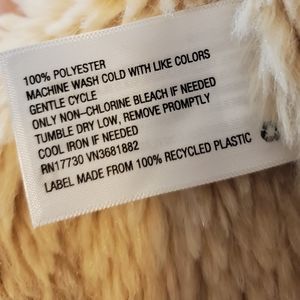 100% POLYESTER
MACHINE WASH COLD WITH LIKE COLORS
GENTLE CYCLE
ONLY NON-CHLORINE BLEACH IF NEEDED
TUMBLE DRY LOW, REMOVE PROMPTLY
COOL IRON IF NEEDED
RN17730 VN3681882
LABEL MADE FROM 100% RECYCLED PLASTIC